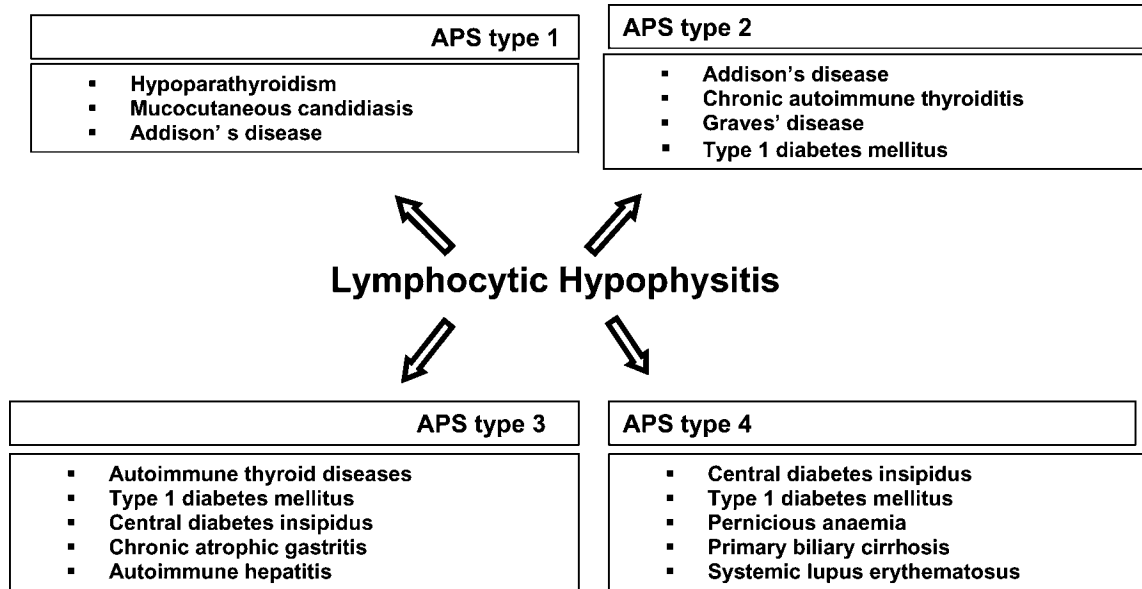 APS type 1
▪ Hypoparathyroidism
▪ Mucocutaneous candidiasis
▪ Addison’ s disease
APS type 2
▪ Addison’s disease
▪ Chronic autoimmune thyroiditis
▪ Graves’ disease
▪ Type 1 diabetes mellitus
Lymphocytic Hypophysitis
APS type 3
▪ Autoimmune thyroid diseases
▪ Type 1 diabetes mellitus
▪ Central diabetes insipidus
▪ Chronic atrophic gastritis
▪ Autoimmune hepatitis
APS type 4
▪ Central diabetes insipidus
▪ Type 1 diabetes mellitus
▪ Pernicious anaemia
▪ Primary biliary cirrhosis
▪ Systemic lupus erythematosus